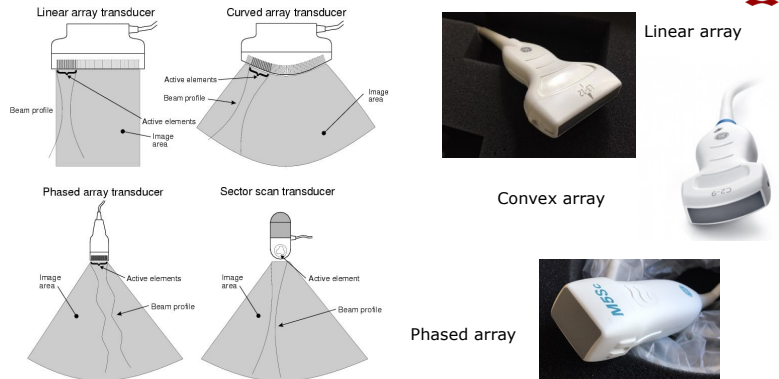 Linear array transducer
Curved array transducer
Active elements
Beam profile
Image
area
Beam profile
Active elements
Image
area
Phased array transducer
Sector scan transducer
Image
area
Active elements
Beam profile
Image
area
Active element
Beam profile
Linear array
Convex array
C2-9
Phased array
M5Sc